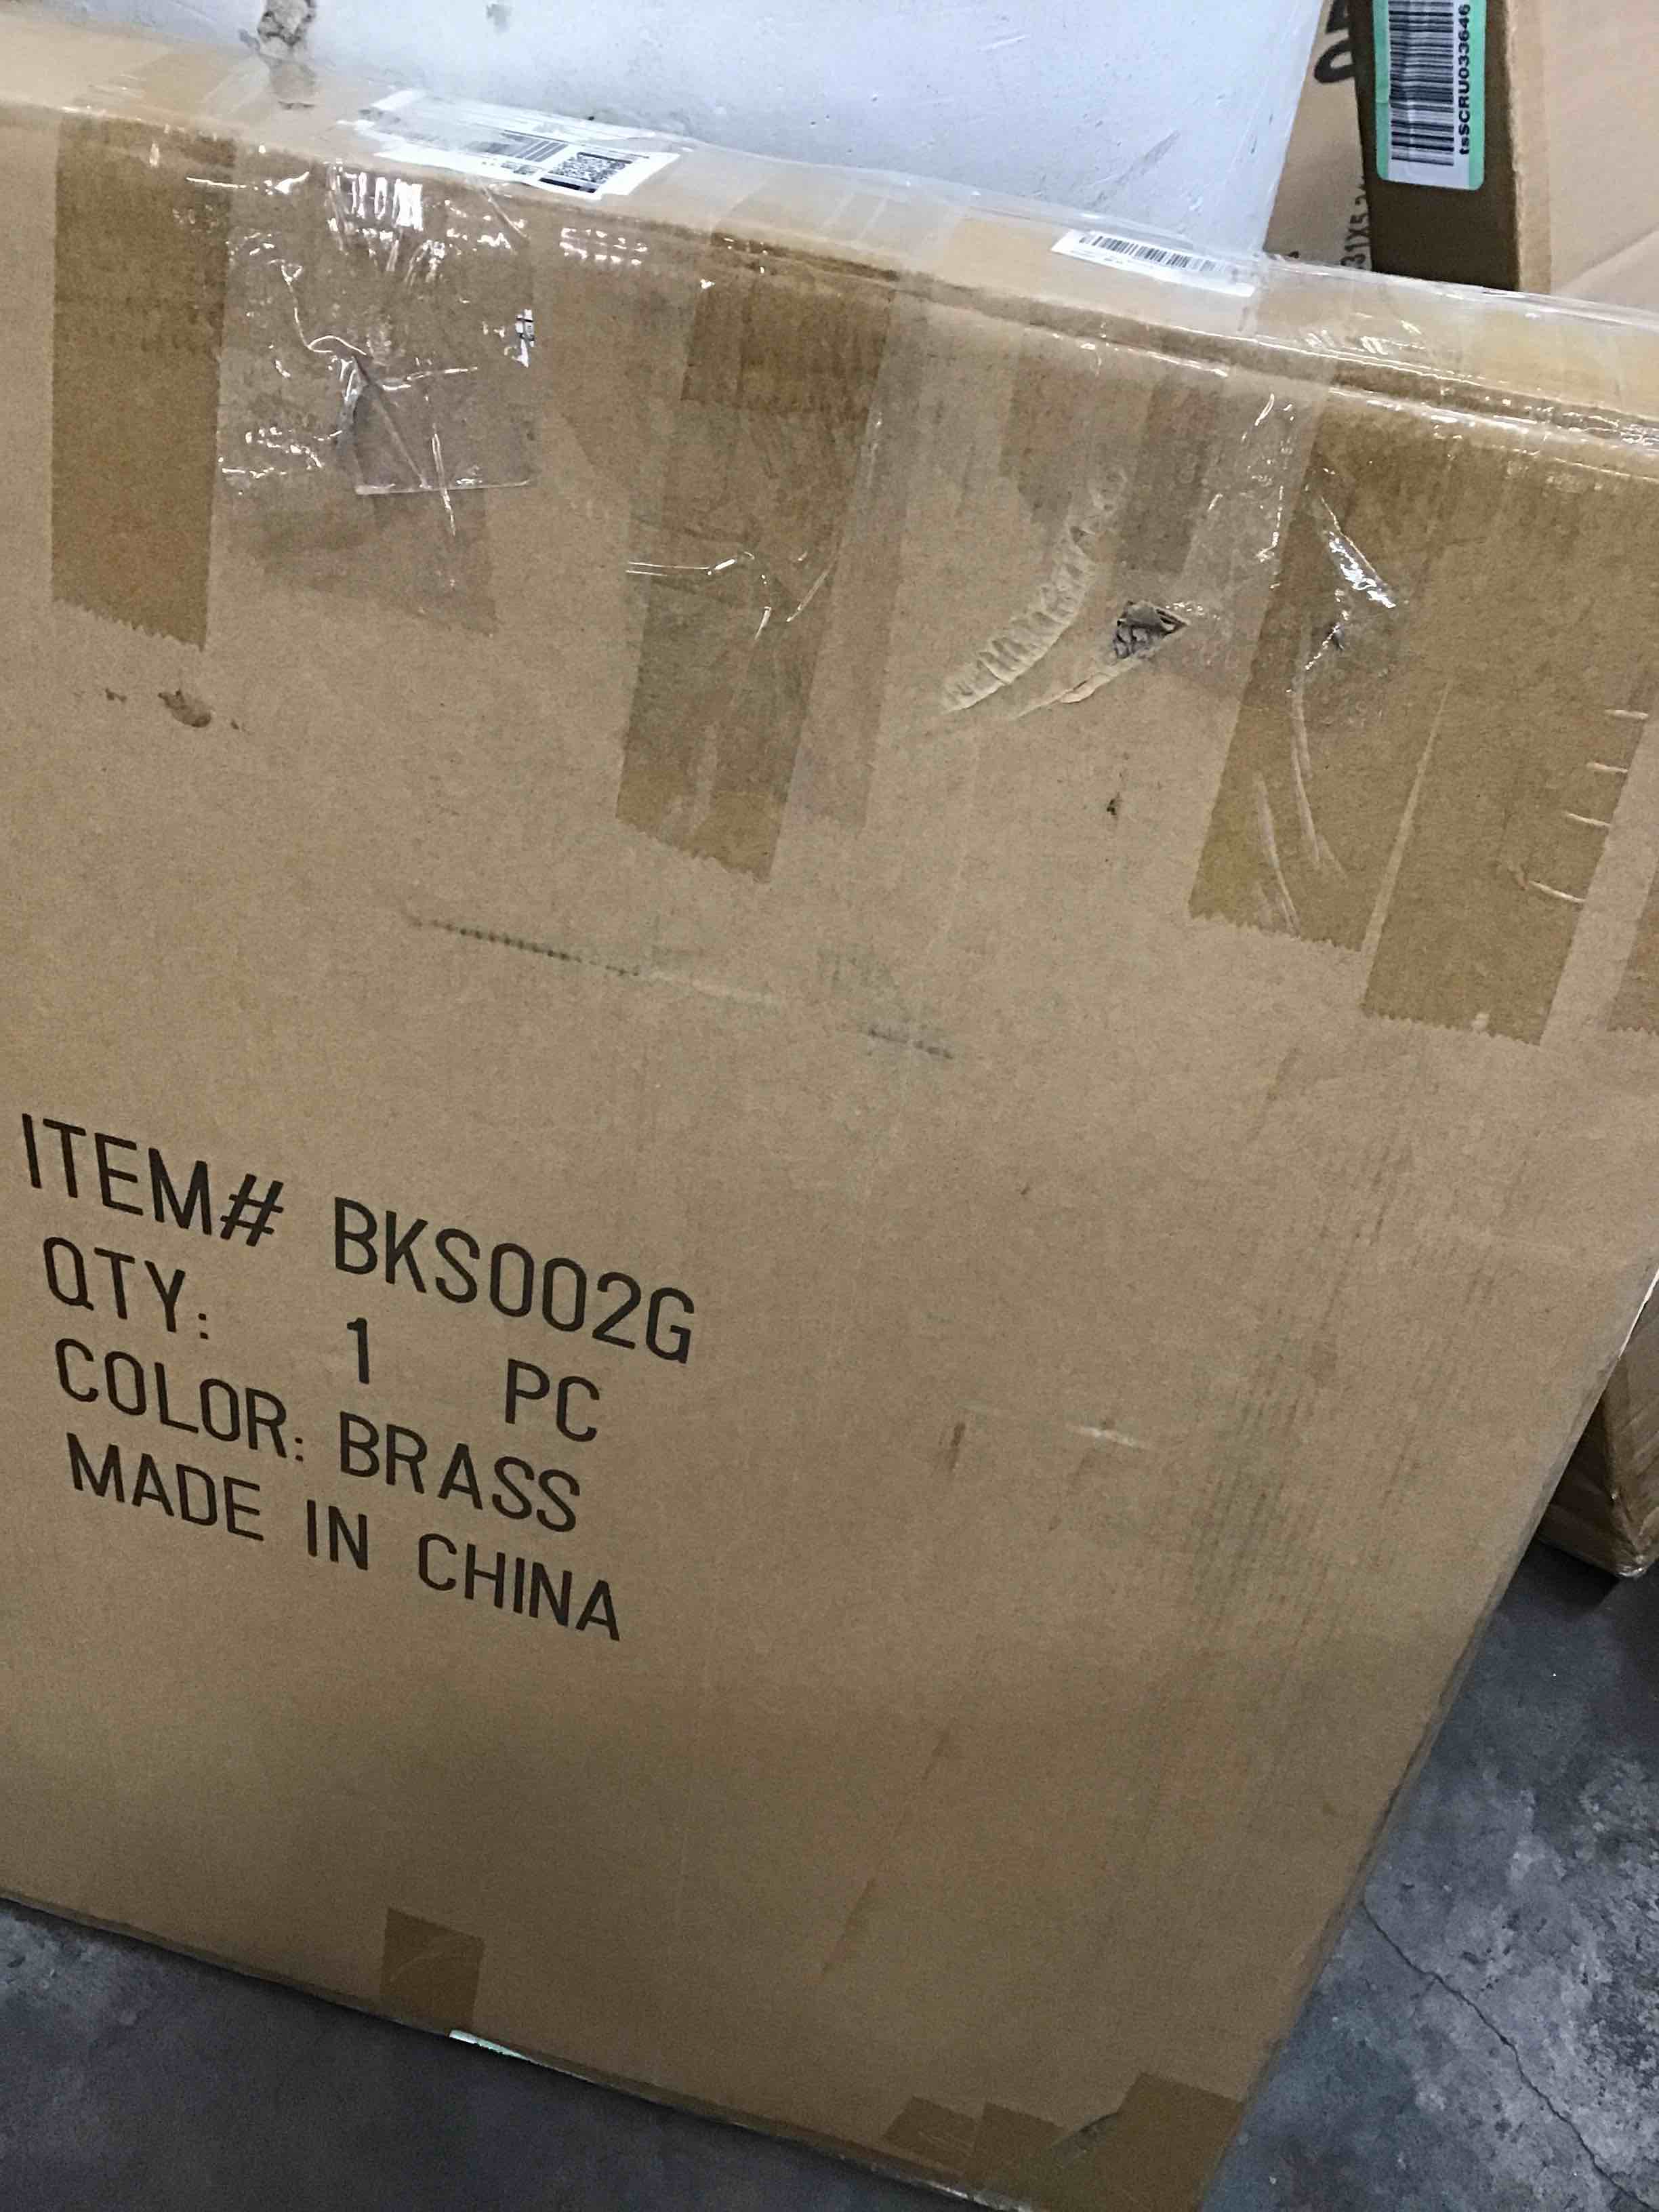 tsSCRU033646
ITEM# BKS002G
QTY: 1 PC
COLOR: BRASS
MADE IN CHINA